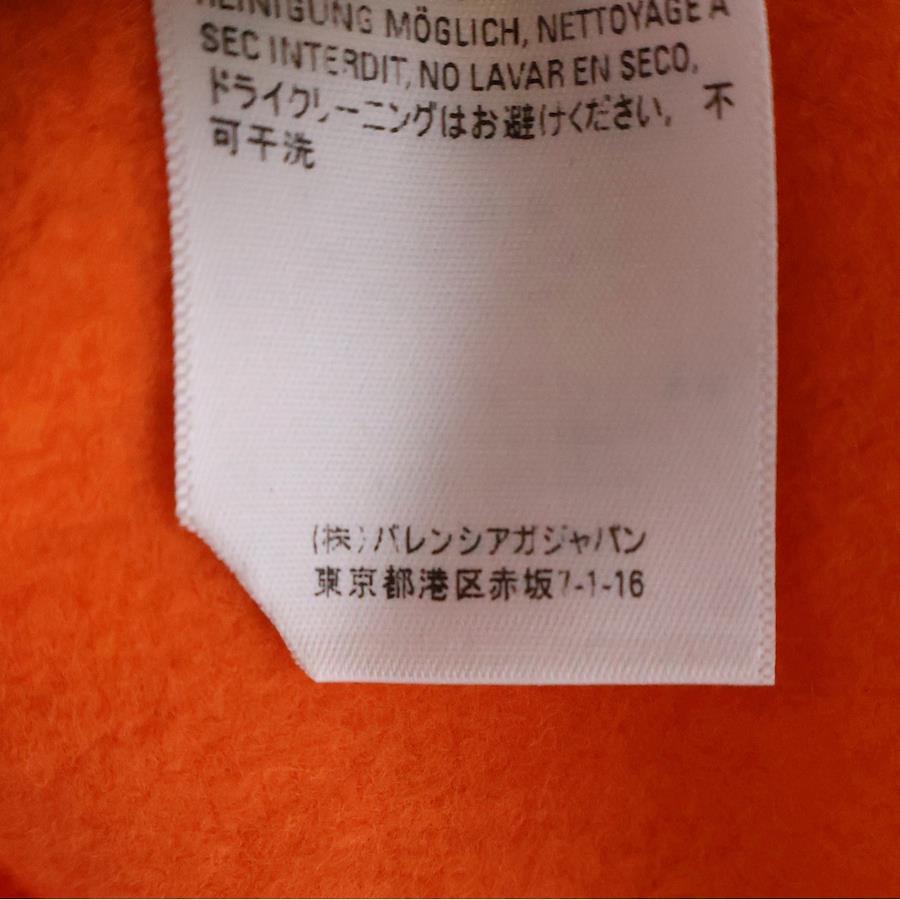 REINIGUNG MÖGLICH, NETTOYAGE A
SEC INTERDIT, NO LAVAR EN SECO,
ドライクリーニングはお避けください。 不
可干洗
(株)バレンシアガジャパン
東京都港区赤坂7-1-16